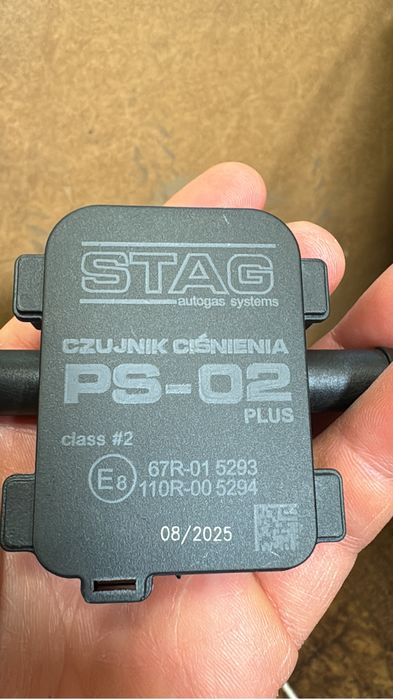 STAG
autogas systems
CZUJNIK CIŚNIENIA
PS-02
PLUS
class #2
E8 67R-01 5293
110R-00 5294
08/2025